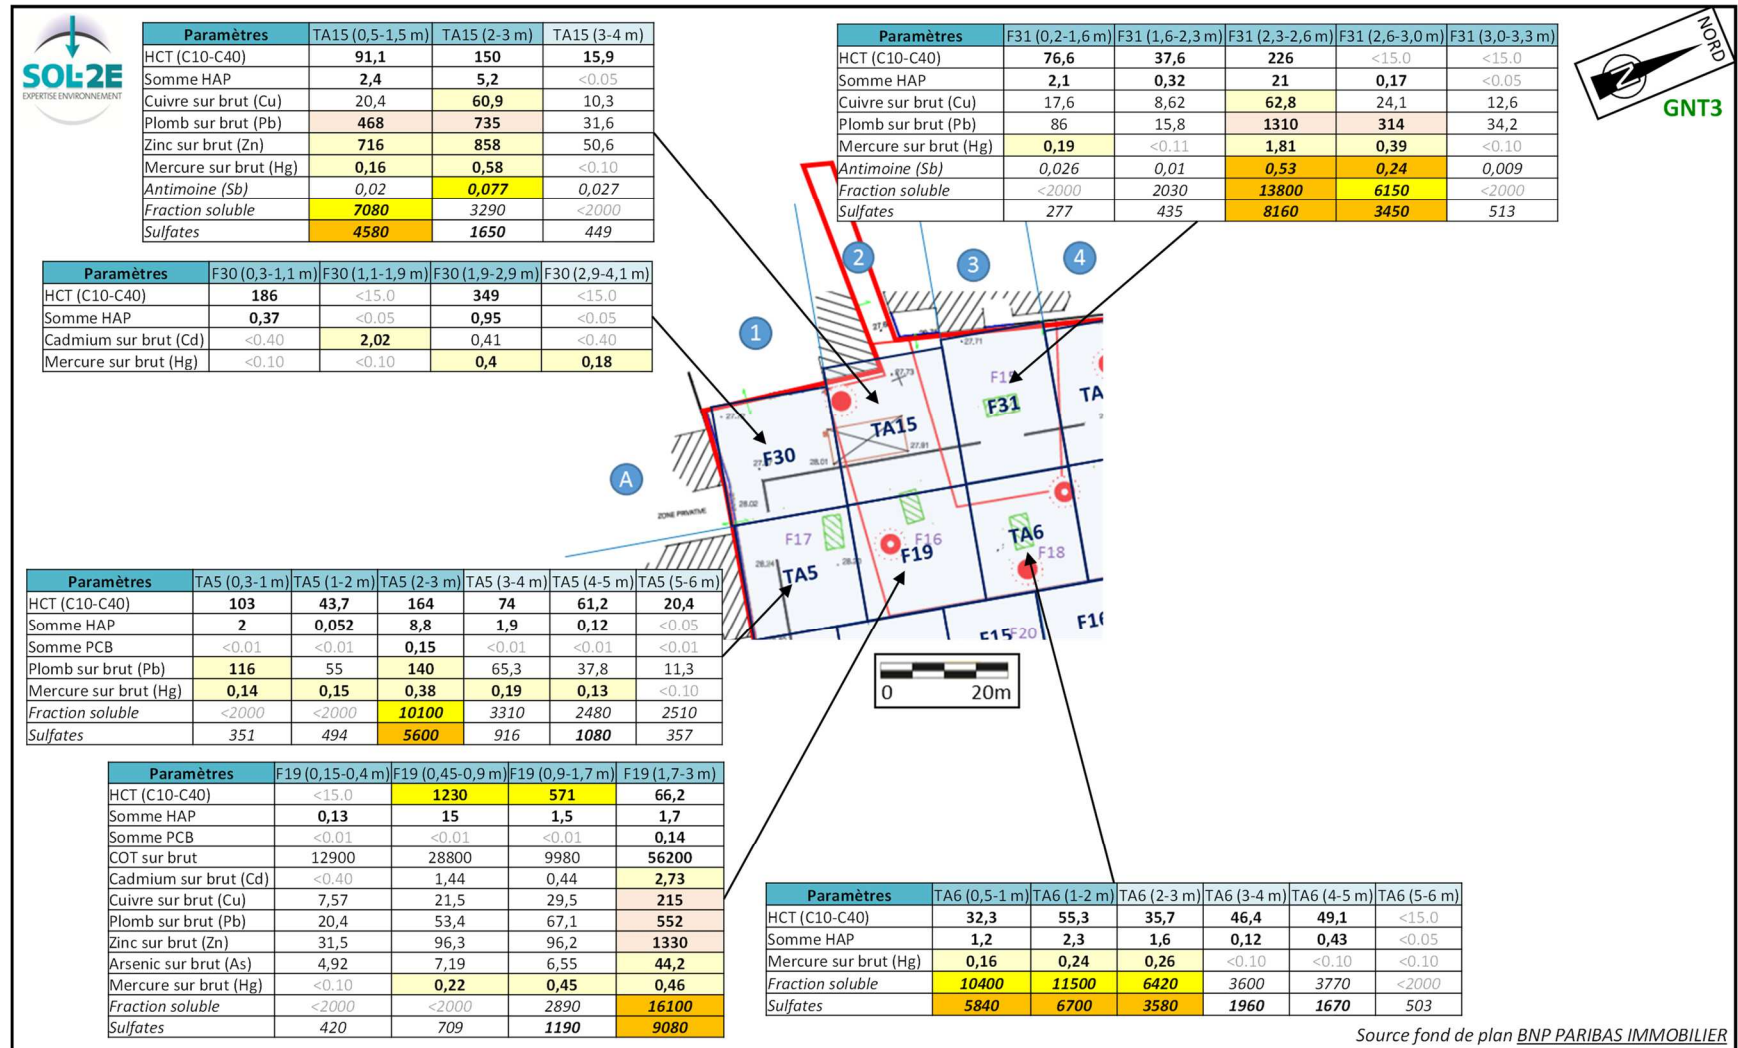 SOL-2E
EXPERTISE ENVIRONNEMENT
Paramètres TA15 (0,5-1,5 m) TA15 (2-3 m) TA15 (3-4 m)
HCT (C10-C40) 91,1 150 15,9
Somme HAP 2,4 5,2 <0.05
Cuivre sur brut (Cu) 20,4 60,9 10,3
Plomb sur brut (Pb) 468 735 31,6
Zinc sur brut (Zn) 716 858 50,6
Mercure sur brut (Hg) 0,16 0,58 <0.10
Antimoine (Sb) 0,02 0,077 0,027
Fraction soluble 7080 3290 <2000
Sulfates 4580 1650 449
Paramètres F31 (0,2-1,6 m) F31 (1,6-2,3 m) F31 (2,3-2,6 m) F31 (2,6-3,0 m) F31 (3,0-3,3 m)
HCT (C10-C40) 76,6 37,6 226 <15.0 <15.0
Somme HAP 2,1 0,32 21 0,17 <0.05
Cuivre sur brut (Cu) 17,6 8,62 62,8 24,1 12,6
Plomb sur brut (Pb) 86 15,8 1310 314 34,2
Mercure sur brut (Hg) 0,19 <0.11 1,81 0,39 <0.10
Antimoine (Sb) 0,026 0,01 0,53 0,24 0,009
Fraction soluble <2000 2030 13800 6150 <2000
Sulfates 277 435 8160 3450 513
NORD
N
GNT3
Paramètres F30 (0,3-1,1 m) F30 (1,1-1,9 m) F30 (1,9-2,9 m) F30 (2,9-4,1 m)
HCT (C10-C40) 186 <15.0 349 <15.0
Somme HAP 0,37 <0.05 0,95 <0.05
Cadmium sur brut (Cd) <0.40 2,02 0,41 <0.40
Mercure sur brut (Hg) <0.10 <0.10 0,4 0,18
2
3
4
1
A
27.71
27.73
F31
TA
TA15
27.91
F30
28.01
28.02
ZONE PRIVATIVE
F17
F16
F19
TA6
F18
28.24
TA5
F15
F20
F16
0 20m
Paramètres TA5 (0,3-1 m) TA5 (1-2 m) TA5 (2-3 m) TA5 (3-4 m) TA5 (4-5 m) TA5 (5-6 m)
HCT (C10-C40) 103 43,7 164 74 61,2 20,4
Somme HAP 2 0,052 8,8 1,9 0,12 <0.05
Somme PCB <0.01 <0.01 0,15 <0.01 <0.01 <0.01
Plomb sur brut (Pb) 116 55 140 65,3 37,8 11,3
Mercure sur brut (Hg) 0,14 0,15 0,38 0,19 0,13 <0.10
Fraction soluble <2000 <2000 10100 3310 2480 2510
Sulfates 351 494 5600 916 1080 357
Paramètres F19 (0,15-0,4 m) F19 (0,45-0,9 m) F19 (0,9-1,7 m) F19 (1,7-3 m)
HCT (C10-C40) <15.0 1230 571 66,2
Somme HAP 0,13 15 1,5 1,7
Somme PCB <0.01 <0.01 <0.01 0,14
COT sur brut 12900 28800 9980 56200
Cadmium sur brut (Cd) <0.40 1,44 0,44 2,73
Cuivre sur brut (Cu) 7,57 21,5 29,5 215
Plomb sur brut (Pb) 20,4 53,4 67,1 552
Zinc sur brut (Zn) 31,5 96,3 96,2 1330
Arsenic sur brut (As) 4,92 7,19 6,55 44,2
Mercure sur brut (Hg) <0.10 0,22 0,45 0,46
Fraction soluble <2000 <2000 2890 16100
Sulfates 420 709 1190 9080
Paramètres TA6 (0,5-1 m) TA6 (1-2 m) TA6 (2-3 m) TA6 (3-4 m) TA6 (4-5 m) TA6 (5-6 m)
HCT (C10-C40) 32,3 55,3 35,7 46,4 49,1 <15.0
Somme HAP 1,2 2,3 1,6 0,12 0,43 <0.05
Mercure sur brut (Hg) 0,16 0,24 0,26 <0.10 <0.10 <0.10
Fraction soluble 10400 11500 6420 3600 3770 <2000
Sulfates 5840 6700 3580 1960 1670 503
Source fond de plan BNP PARIBAS IMMOBILIER